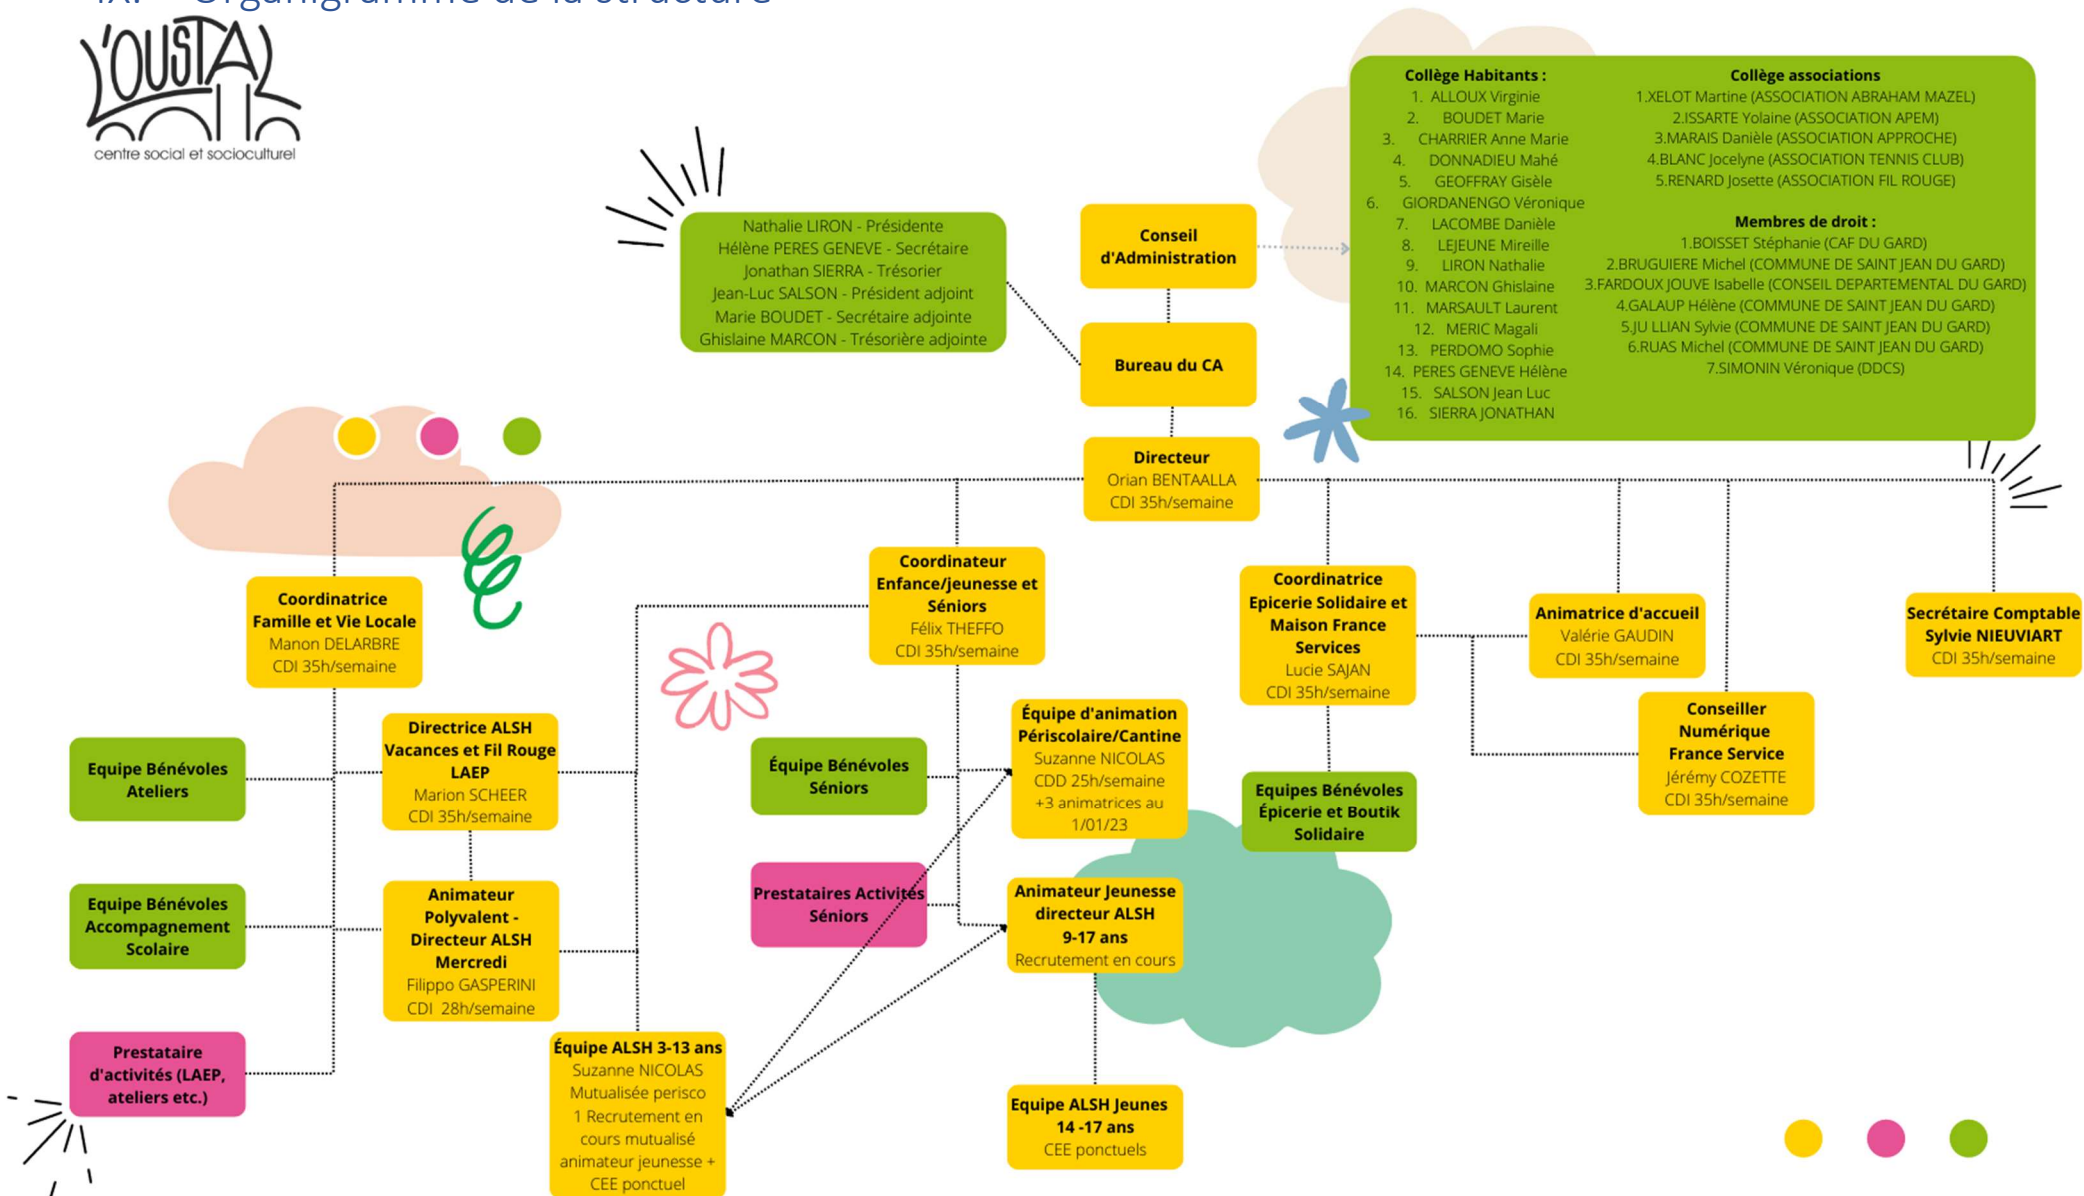 IX. Organigramme de la structure
L'OUSTAL
centre social et socioculturel
Nathalie LIRON - Présidente
Hélène PERES GENEVE - Secrétaire
Jonathan SIERRA - Trésorier
Jean-Luc SALSON - Président adjoint
Marie BOUDET - Secrétaire adjointe
Ghislaine MARCON - Trésorière adjointe
Conseil
d'Administration
Bureau du CA
Directeur
Orian BENTAALLA
CDI 35h/semaine
Collège Habitants :
1. ALLOUX Virginie
2. BOUDET Marie
3. CHARRIER Anne Marie
4. DONNADIEU Mahé
5. GEOFFRAY Gisèle
6. GIORDANENGO Véronique
7. LACOMBE Danièle
8. LEJEUNE Mireille
9. LIRON Nathalie
10. MARCON Ghislaine
11. MARSAULT Laurent
12. MERIC Magali
13. PERDOMO Sophie
14. PERES GENEVE Hélène
15. SALSON Jean Luc
16. SIERRA JONATHAN
Collège associations
1.XELOT Martine (ASSOCIATION ABRAHAM MAZEL)
2.ISSARTE Yolaine (ASSOCIATION APEM)
3.MARAIS Danièle (ASSOCIATION APPROCHE)
4.BLANC Jocelyne (ASSOCIATION TENNIS CLUB)
5.RENARD Josette (ASSOCIATION FIL ROUGE)
Membres de droit :
1.BOISSET Stéphanie (CAF DU GARD)
2.BRUGUIERE Michel (COMMUNE DE SAINT JEAN DU GARD)
3.FARDOUX JOUVE Isabelle (CONSEIL DEPARTEMENTAL DU GARD)
4.GALAUP Hélène (COMMUNE DE SAINT JEAN DU GARD)
5.JU LLIAN Sylvie (COMMUNE DE SAINT JEAN DU GARD)
6.RUAS Michel (COMMUNE DE SAINT JEAN DU GARD)
7.SIMONIN Véronique (DDCS)
Coordinatrice
Famille et Vie Locale
Manon DELARBRE
CDI 35h/semaine
Coordinateur
Enfance/jeunesse et
Séniors
Félix THEFFO
CDI 35h/semaine
Coordinatrice
Epicerie Solidaire et
Maison France
Services
Lucie SAJAN
CDI 35h/semaine
Animatrice d'accueil
Valérie GAUDIN
CDI 35h/semaine
Secrétaire Comptable
Sylvie NIEUVIART
CDI 35h/semaine
Conseiller
Numérique
France Service
Jérémy COZETTE
CDI 35h/semaine
Equipe Bénévoles
Ateliers
Directrice ALSH
Vacances et Fil Rouge
LAEP
Marion SCHEER
CDI 35h/semaine
Équipe Bénévoles
Séniors
Équipe d'animation
Périscolaire/Cantine
Suzanne NICOLAS
CDD 25h/semaine
+3 animatrices au
1/01/23
Equipes Bénévoles
Épicerie et Boutik
Solidaire
Equipe Bénévoles
Accompagnement
Scolaire
Animateur
Polyvalent -
Directeur ALSH
Mercredi
Filippo GASPERINI
CDI 28h/semaine
Prestataires Activités
Séniors
Animateur Jeunesse
directeur ALSH
9-17 ans
Recrutement en cours
Prestataire
d'activités (LAEP,
ateliers etc.)
Équipe ALSH 3-13 ans
Suzanne NICOLAS
Mutualisée perisco
1 Recrutement en
cours mutualisé
animateur jeunesse +
CEE ponctuel
Equipe ALSH Jeunes
14 -17 ans
CEE ponctuels